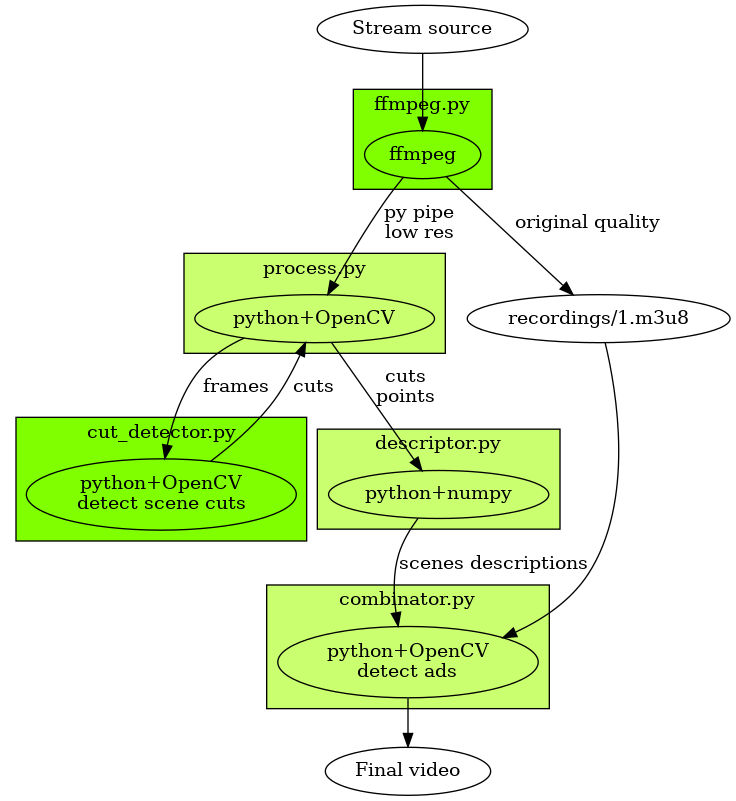 Stream source
ffmpeg.py
ffmpeg
py pipe
low res
original quality
process.py
python+OpenCV
recordings/1.m3u8
frames
cuts
cuts
points
cut_detector.py
python+OpenCV
detect scene cuts
descriptor.py
python+numpy
scenes descriptions
combinator.py
python+OpenCV
detect ads
Final video